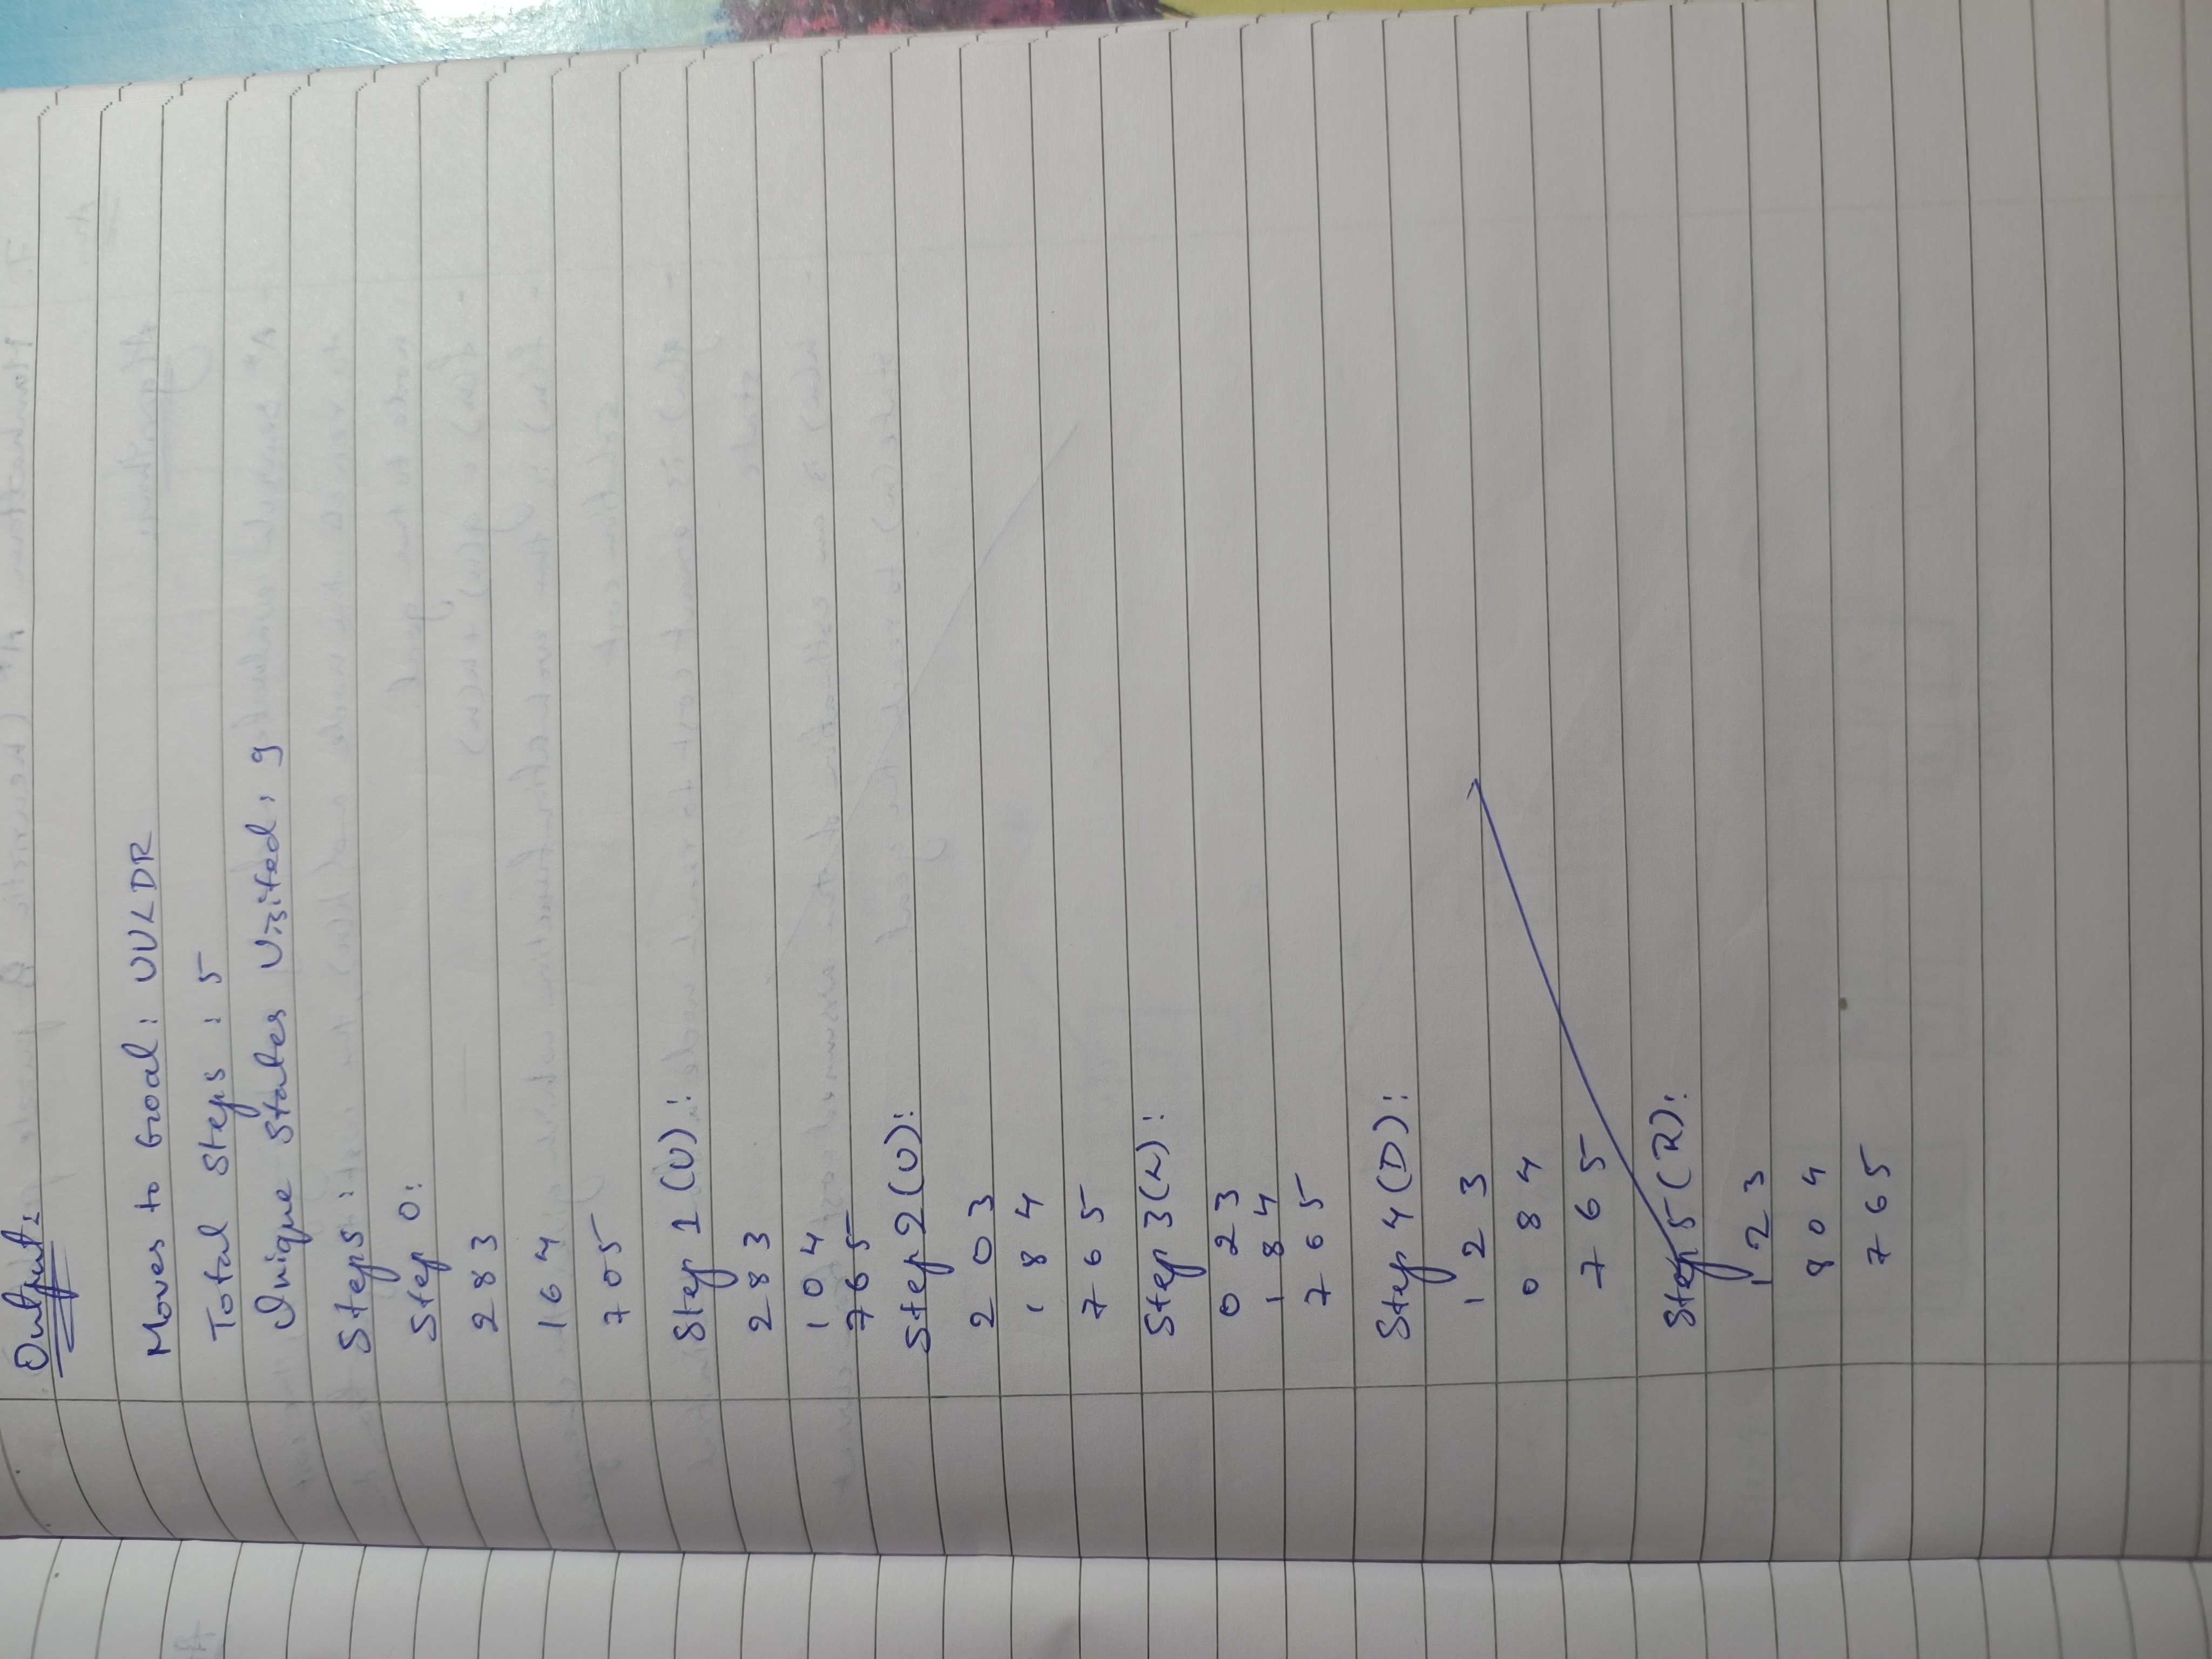 Output:
Moves to Goal: UULDR
Total Steps : 5
Unique States Visited: 9
Steps :
Step 0:
2 8 3
1 6 4
7 0 5
Step 1 (U) :
2 8 3
1 0 4
7 6 5
Step 2 (U):
2 0 3
1 8 4
7 6 5
Step 3 (L) :
0 2 3
1 8 4
7 6 5
Step 4 (D) :
1 2 3
0 8 4
7 6 5
Step 5 (R):
1 2 3
8 0 4
7 6 5